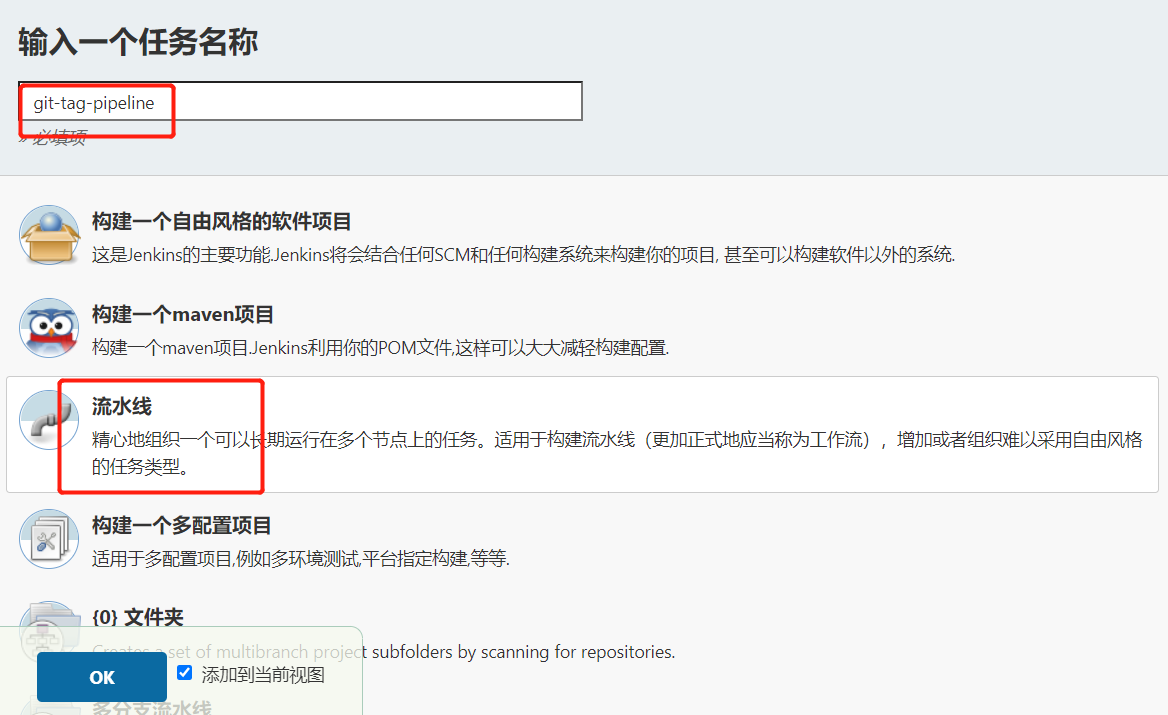 输入一个任务名称
git-tag-pipeline
» 必填项
构建一个自由风格的软件项目
这是Jenkins的主要功能.Jenkins将会结合任何SCM和任何构建系统来构建你的项目, 甚至可以构建软件以外的系统.
构建一个maven项目
构建一个maven项目.Jenkins利用你的POM文件,这样可以大大减轻构建配置.
流水线
精心地组织一个可以长期运行在多个节点上的任务。适用于构建流水线（更加正式地应当称为工作流），增加或者组织难以采用自由风格
的任务类型。
构建一个多配置项目
适用于多配置项目,例如多环境测试,平台指定构建,等等.
{0} 文件夹
Creates a set of multibranch project subfolders by scanning for repositories.
OK
添加到当前视图
多分支流水线